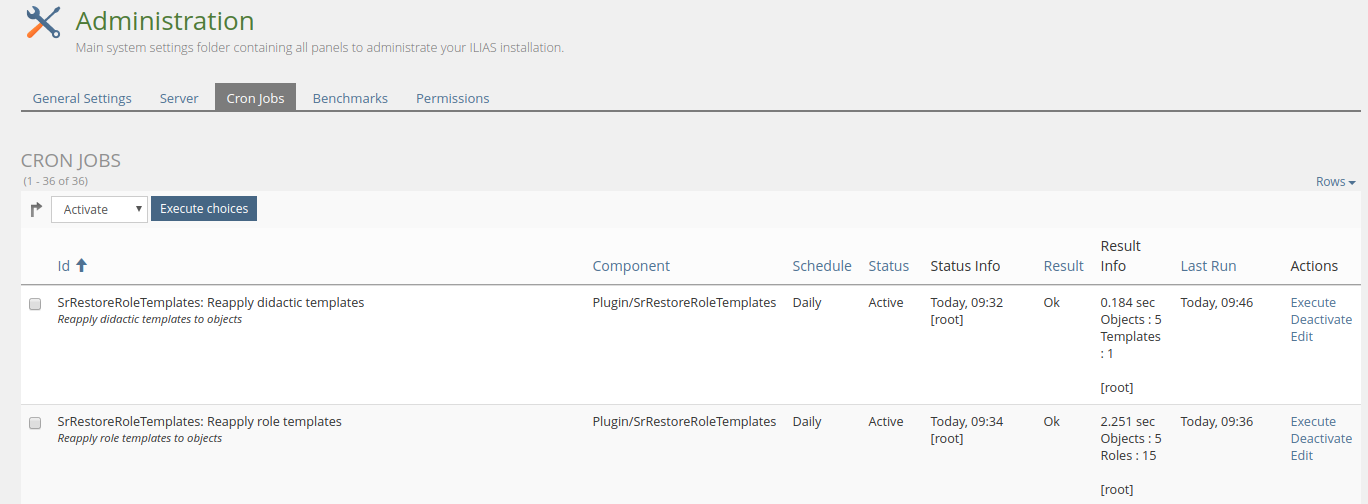 Administration
Main system settings folder containing all panels to administrate your ILIAS installation.
General Settings Server Cron Jobs Benchmarks Permissions
CRON JOBS
(1 - 36 of 36)
Rows
Activate Execute choices
Id Component Schedule Status Status Info Result Result Info Last Run Actions
SrRestoreRoleTemplates: Reapply didactic templates Plugin/SrRestoreRoleTemplates Daily Active Today, 09:32 Ok 0.184 sec Today, 09:46 Execute
Reapply didactic templates to objects [root] Objects : 5 Deactivate
Templates Edit
: 1
[root]
SrRestoreRoleTemplates: Reapply role templates Plugin/SrRestoreRoleTemplates Daily Active Today, 09:34 Ok 2.251 sec Today, 09:36 Execute
Reapply role templates to objects [root] Objects : 5 Deactivate
Roles : 15 Edit
[root]